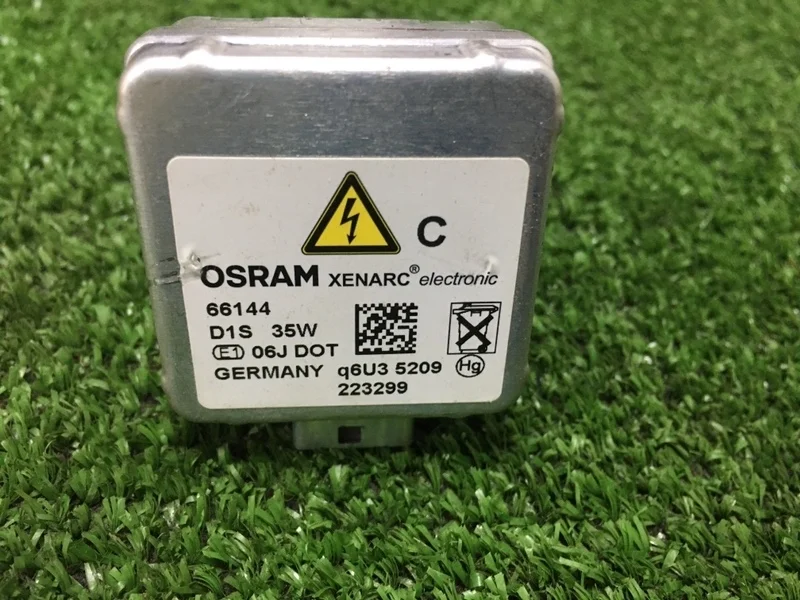 C
OSRAM XENARC® electronic
66144
D1S 35W
E1 06J DOT
GERMANY q6U3 5209
Hg
223299